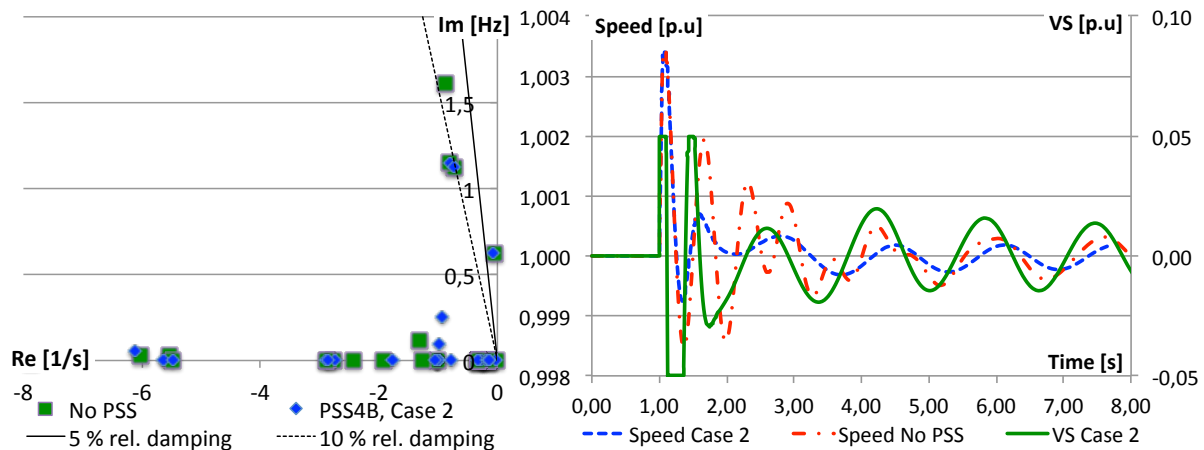 Im [Hz]
1,5
1
0,5
0
Re [1/s]
-8
-6
-4
-2
0
No PSS
PSS4B, Case 2
5 % rel. damping
10 % rel. damping
Speed [p.u]
VS [p.u]
1,004
1,003
1,002
1,001
1,000
0,999
0,998
0,10
0,05
0,00
-0,05
Time [s]
0,00 1,00 2,00 3,00 4,00 5,00 6,00 7,00 8,00
Speed Case 2
Speed No PSS
VS Case 2